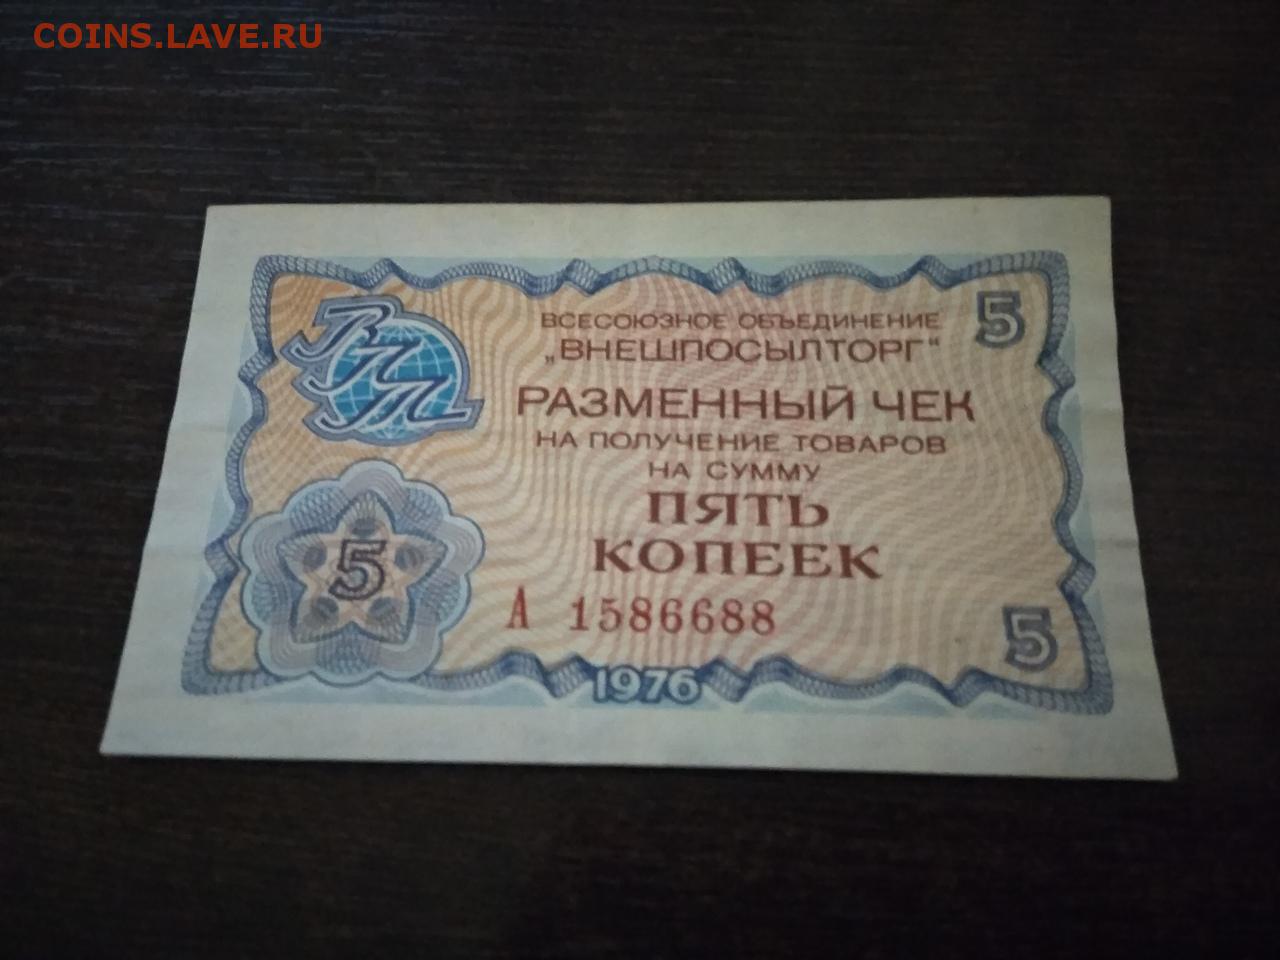 COINS.LAVE.RU
ВСЕСОЮЗНОЕ ОБЪЕДИНЕНИЕ
„ВНЕШПОСЫЛТОРГ“
РАЗМЕННЫЙ ЧЕК
НА ПОЛУЧЕНИЕ ТОВАРОВ
НА СУММУ
ПЯТЬ
КОПЕЕК
А 1586688
1976
5
5
5
ВПТ